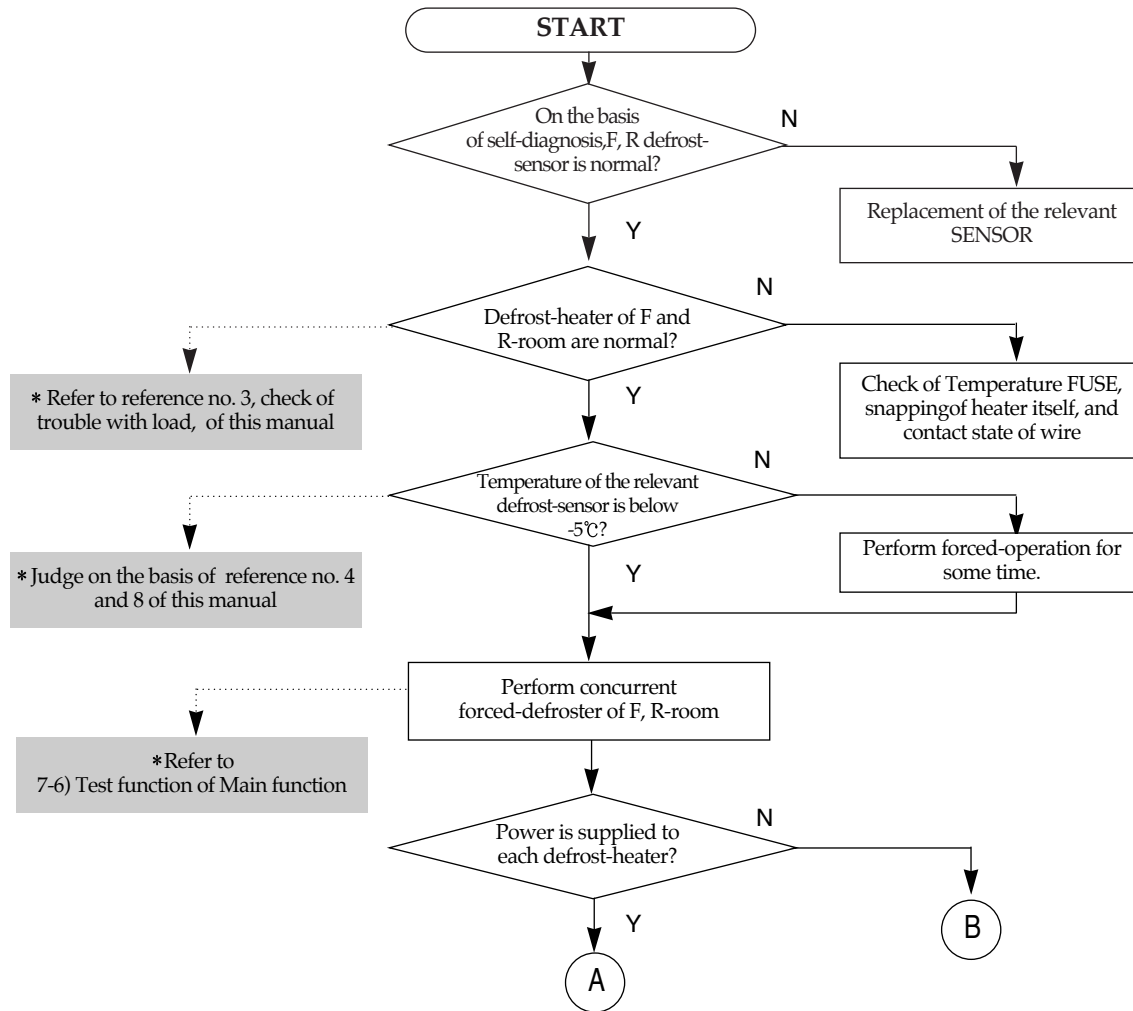 START
On the basis
of self-diagnosis,F, R defrost-
sensor is normal?
N
Y
Replacement of the relevant
SENSOR
Defrost-heater of F and
R-room are normal?
N
Y
* Refer to reference no. 3, check of
trouble with load, of this manual
Check of Temperature FUSE,
snappingof heater itself, and
contact state of wire
Temperature of the relevant
defrost-sensor is below
-5℃?
N
Y
* Judge on the basis of reference no. 4
and 8 of this manual
Perform forced-operation for
some time.
Perform concurrent
forced-defroster of F, R-room
* Refer to
7-6) Test function of Main function
Power is supplied to
each defrost-heater?
N
Y
B
A